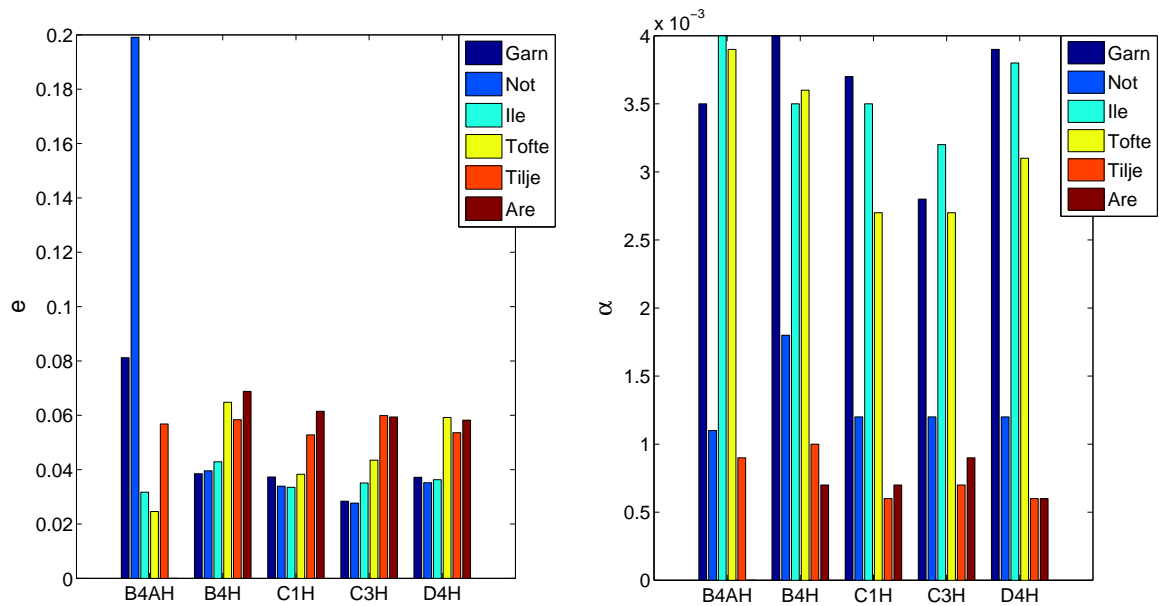 0.2
0.18
0.16
0.14
0.12
0.1
0.08
0.06
0.04
0.02
0
e
B4AH B4H C1H C3H D4H
Garn
Not
Ile
Tofte
Tilje
Are
x 10⁻³
4
3.5
3
2.5
2
1.5
1
0.5
0
α
B4AH B4H C1H C3H D4H
Garn
Not
Ile
Tofte
Tilje
Are